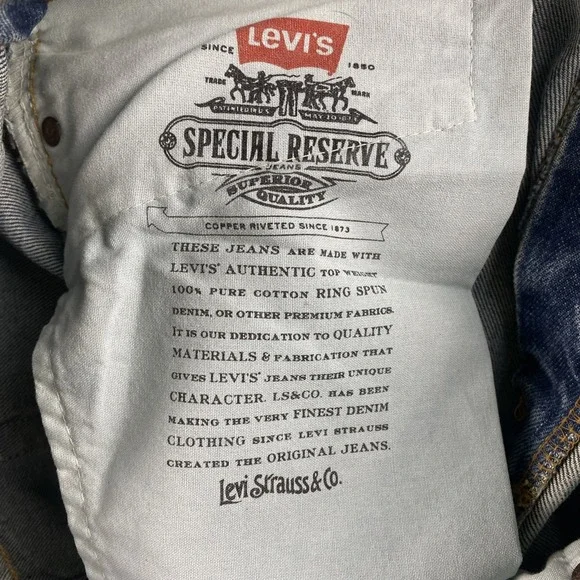 Levi's
SINCE 1850
TRADE MARK
PATENTED IN U.S. MAY 20
SPECIAL RESERVE
JEANS
SUPERIOR
QUALITY
COPPER RIVETED SINCE 1873
THESE JEANS ARE MADE WITH
LEVI'S® AUTHENTIC TOP WEIGHT
100% PURE COTTON RING SPUN
DENIM, OR OTHER PREMIUM FABRICS.
IT IS OUR DEDICATION TO QUALITY
MATERIALS & FABRICATION THAT
GIVES LEVI'S® JEANS THEIR UNIQUE
CHARACTER. LS&CO. HAS BEEN
MAKING THE VERY FINEST DENIM
CLOTHING SINCE LEVI STRAUSS
CREATED THE ORIGINAL JEANS.
Levi Strauss & Co.